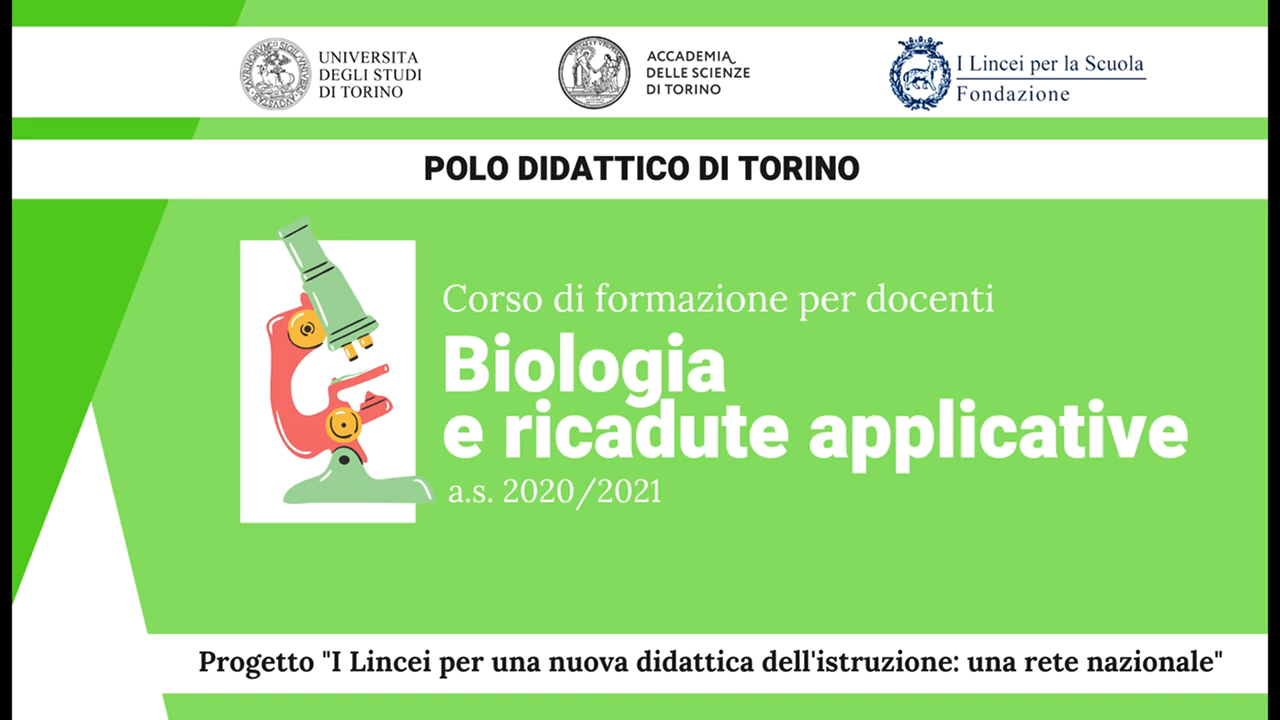 UNIVERSITA
DEGLI STUDI
DI TORINO
ACCADEMIA
DELLE SCIENZE
DI TORINO
I Lincei per la Scuola
Fondazione
POLO DIDATTICO DI TORINO
Corso di formazione per docenti
Biologia
e ricadute applicative
a.s. 2020/2021
Progetto "I Lincei per una nuova didattica dell'istruzione: una rete nazionale"